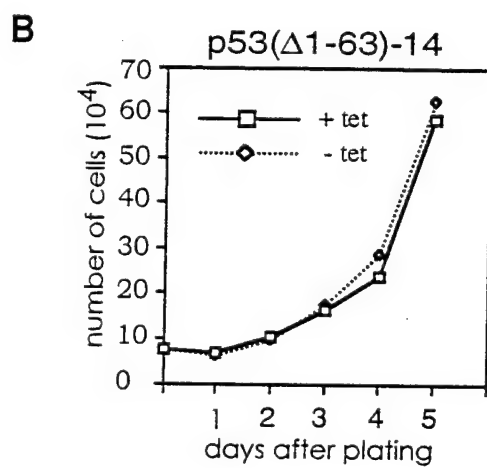 B
p53(Δ1-63)-14
number of cells (10⁴)
70
60
50
40
30
20
10
0
+ tet
- tet
1 2 3 4 5
days after plating